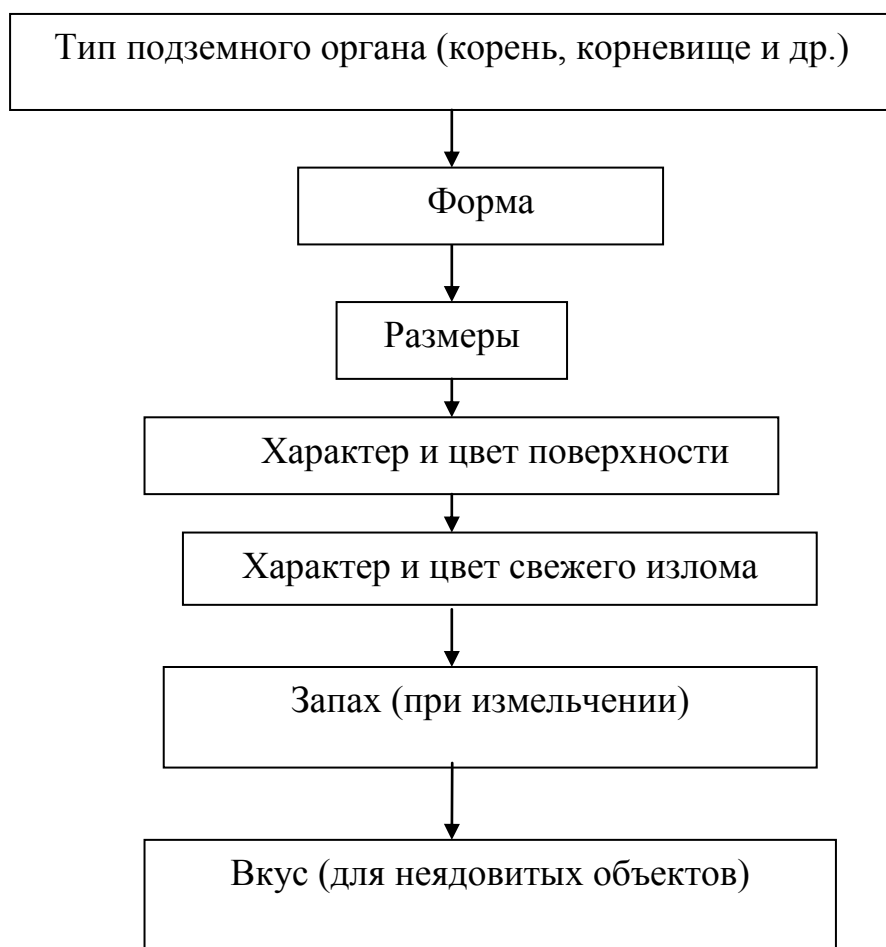 Тип подземного органа (корень, корневище и др.)
Форма
Размеры
Характер и цвет поверхности
Характер и цвет свежего излома
Запах (при измельчении)
Вкус (для неядовитых объектов)